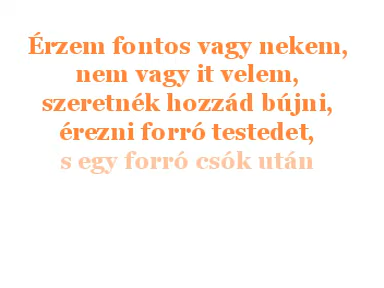 Érzem fontos vagy nekem,
nem vagy it velem,
szeretnék hozzád bújni,
érezni forró testedet,
s egy forró csók után